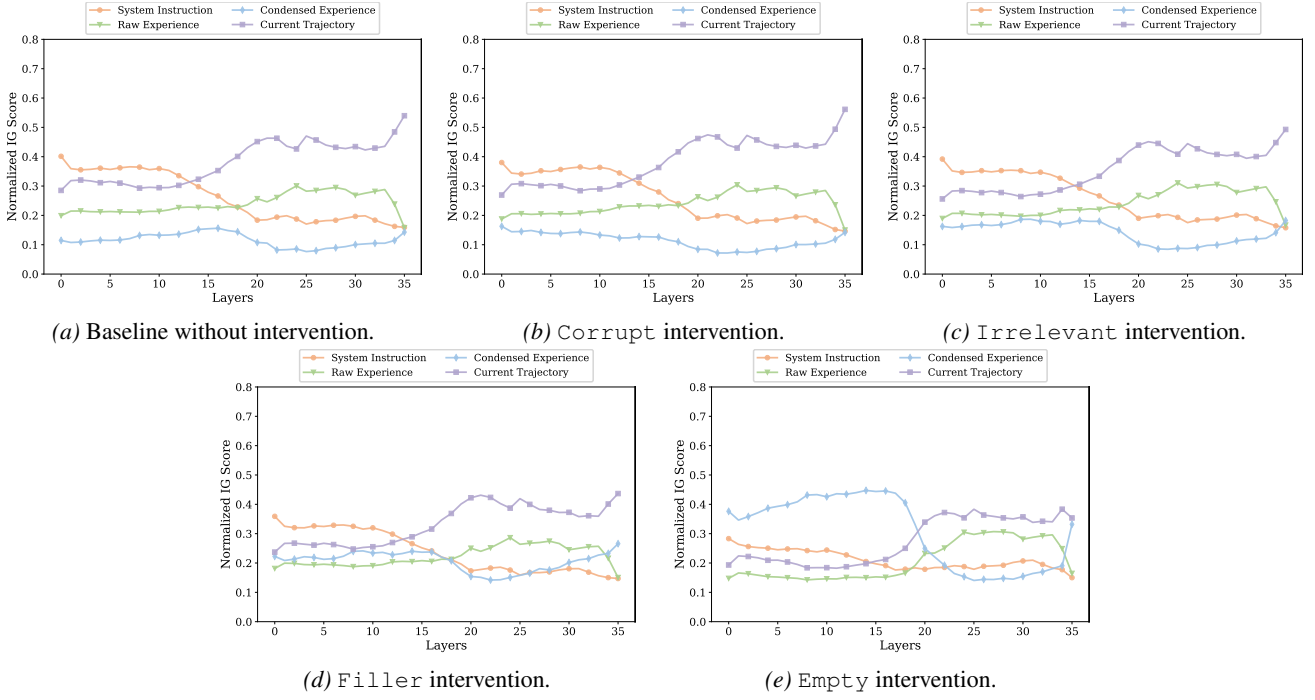 System Instruction
Condensed Experience
Raw Experience
Current Trajectory
0.8
0.7
0.6
0.5
0.4
0.3
0.2
0.1
0.0
Normalized IG Score
0 5 10 15 20 25 30 35
Layers
(a) Baseline without intervention.
System Instruction
Condensed Experience
Raw Experience
Current Trajectory
0.8
0.7
0.6
0.5
0.4
0.3
0.2
0.1
0.0
Normalized IG Score
0 5 10 15 20 25 30 35
Layers
(b) Corrupt intervention.
System Instruction
Condensed Experience
Raw Experience
Current Trajectory
0.8
0.7
0.6
0.5
0.4
0.3
0.2
0.1
0.0
Normalized IG Score
0 5 10 15 20 25 30 35
Layers
(c) Irrelevant intervention.
System Instruction
Condensed Experience
Raw Experience
Current Trajectory
0.8
0.7
0.6
0.5
0.4
0.3
0.2
0.1
0.0
Normalized IG Score
0 5 10 15 20 25 30 35
Layers
(d) Filler intervention.
System Instruction
Condensed Experience
Raw Experience
Current Trajectory
0.8
0.7
0.6
0.5
0.4
0.3
0.2
0.1
0.0
Normalized IG Score
0 5 10 15 20 25 30 35
Layers
(e) Empty intervention.